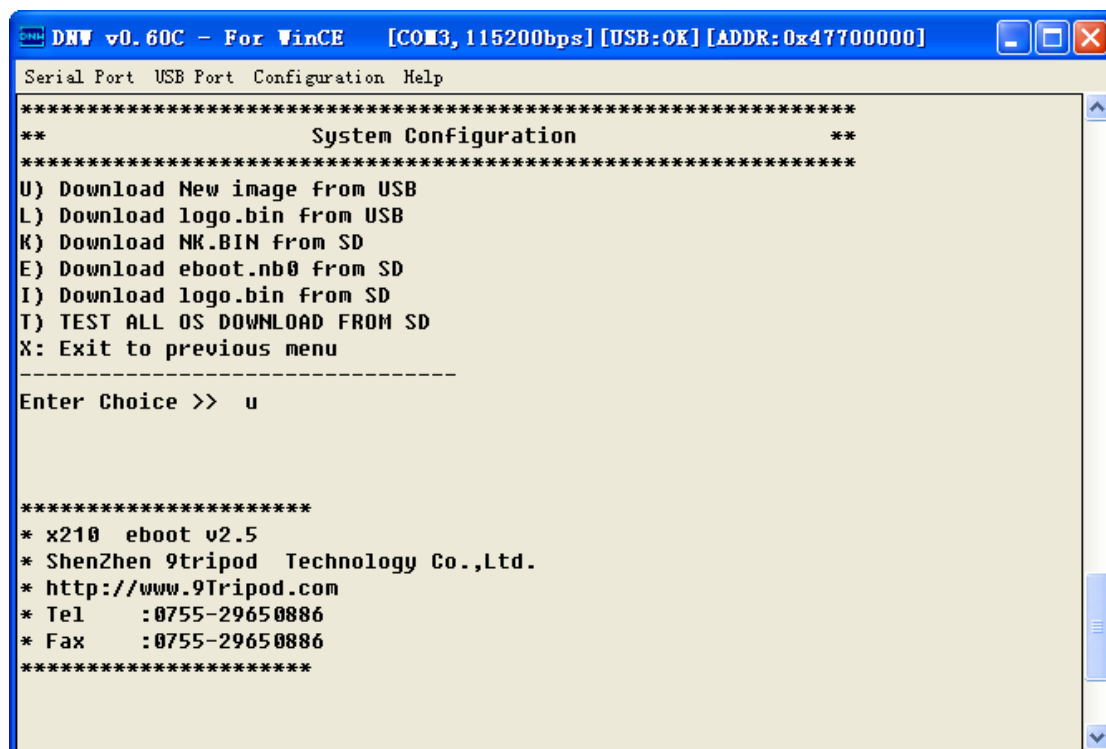 DNW v0.60C - For WinCE [COM3,115200bps][USB:OK][ADDR:0x47700000]
Serial Port USB Port Configuration Help
***************************************************************
** System Configuration **
***************************************************************
U) Download New image from USB
L) Download logo.bin from USB
K) Download NK.BIN from SD
E) Download eboot.nb0 from SD
I) Download logo.bin from SD
T) TEST ALL OS DOWNLOAD FROM SD
X: Exit to previous menu
---------------------------------
Enter Choice >> u
**********************
* x210 eboot v2.5
* ShenZhen 9tripod Technology Co.,Ltd.
* http://www.9Tripod.com
* Tel :0755-29650886
* Fax :0755-29650886
**********************